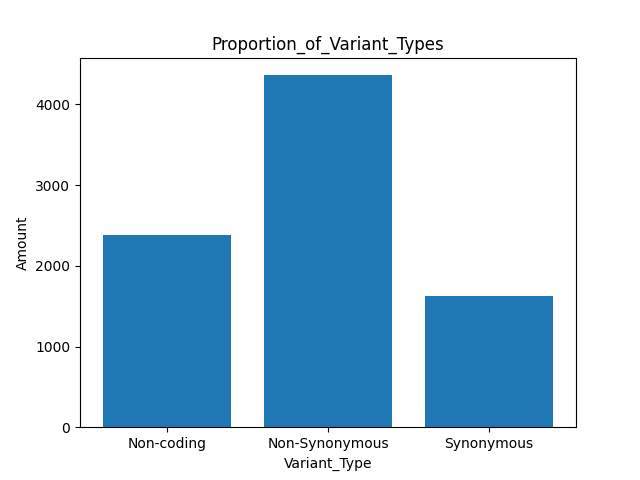 Proportion_of_Variant_Types
4000
3000
2000
1000
0
Amount
Non-coding
Non-Synonymous
Synonymous
Variant_Type